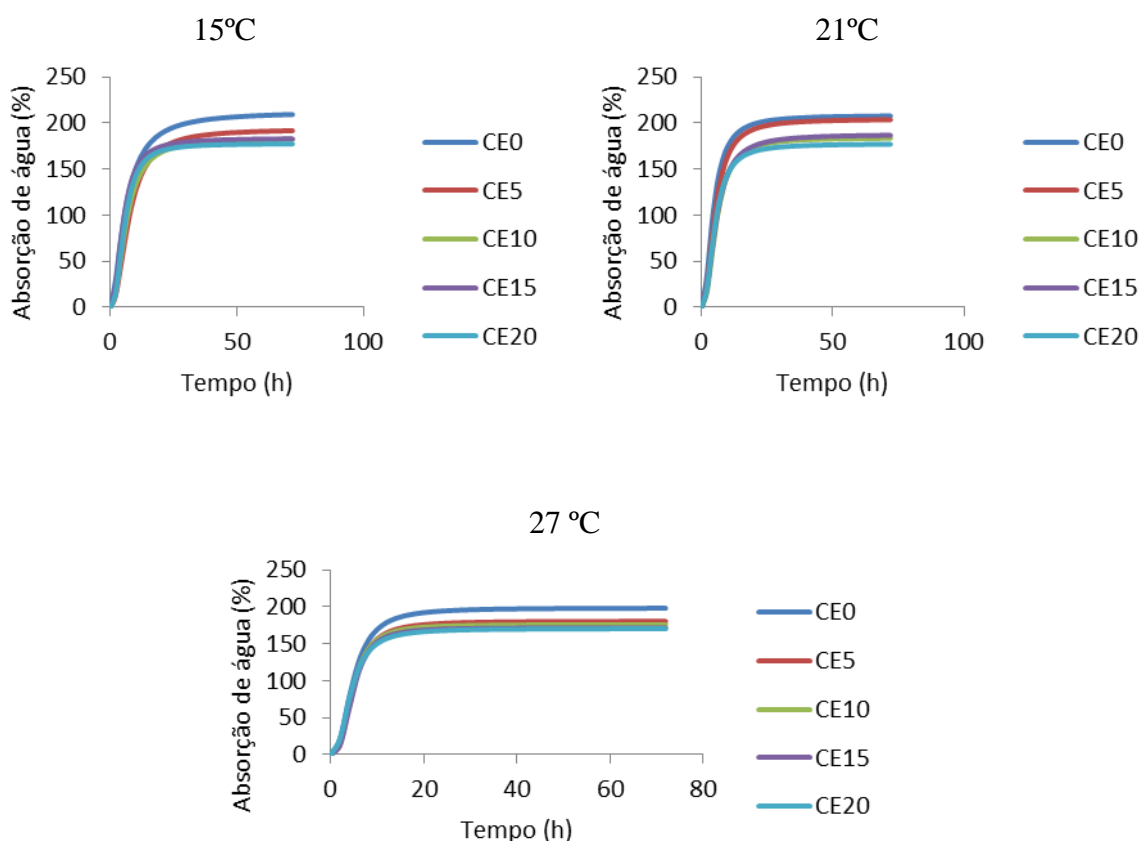 15ºC
250
200
150
100
50
0
Absorção de água (%)
0 50 100
Tempo (h)
CE0
CE5
CE10
CE15
CE20
21ºC
250
200
150
100
50
0
Absorção de água (%)
0 50 100
Tempo (h)
CE0
CE5
CE10
CE15
CE20
27 ºC
250
200
150
100
50
0
Absorção de água (%)
0 20 40 60 80
Tempo (h)
CE0
CE5
CE10
CE15
CE20